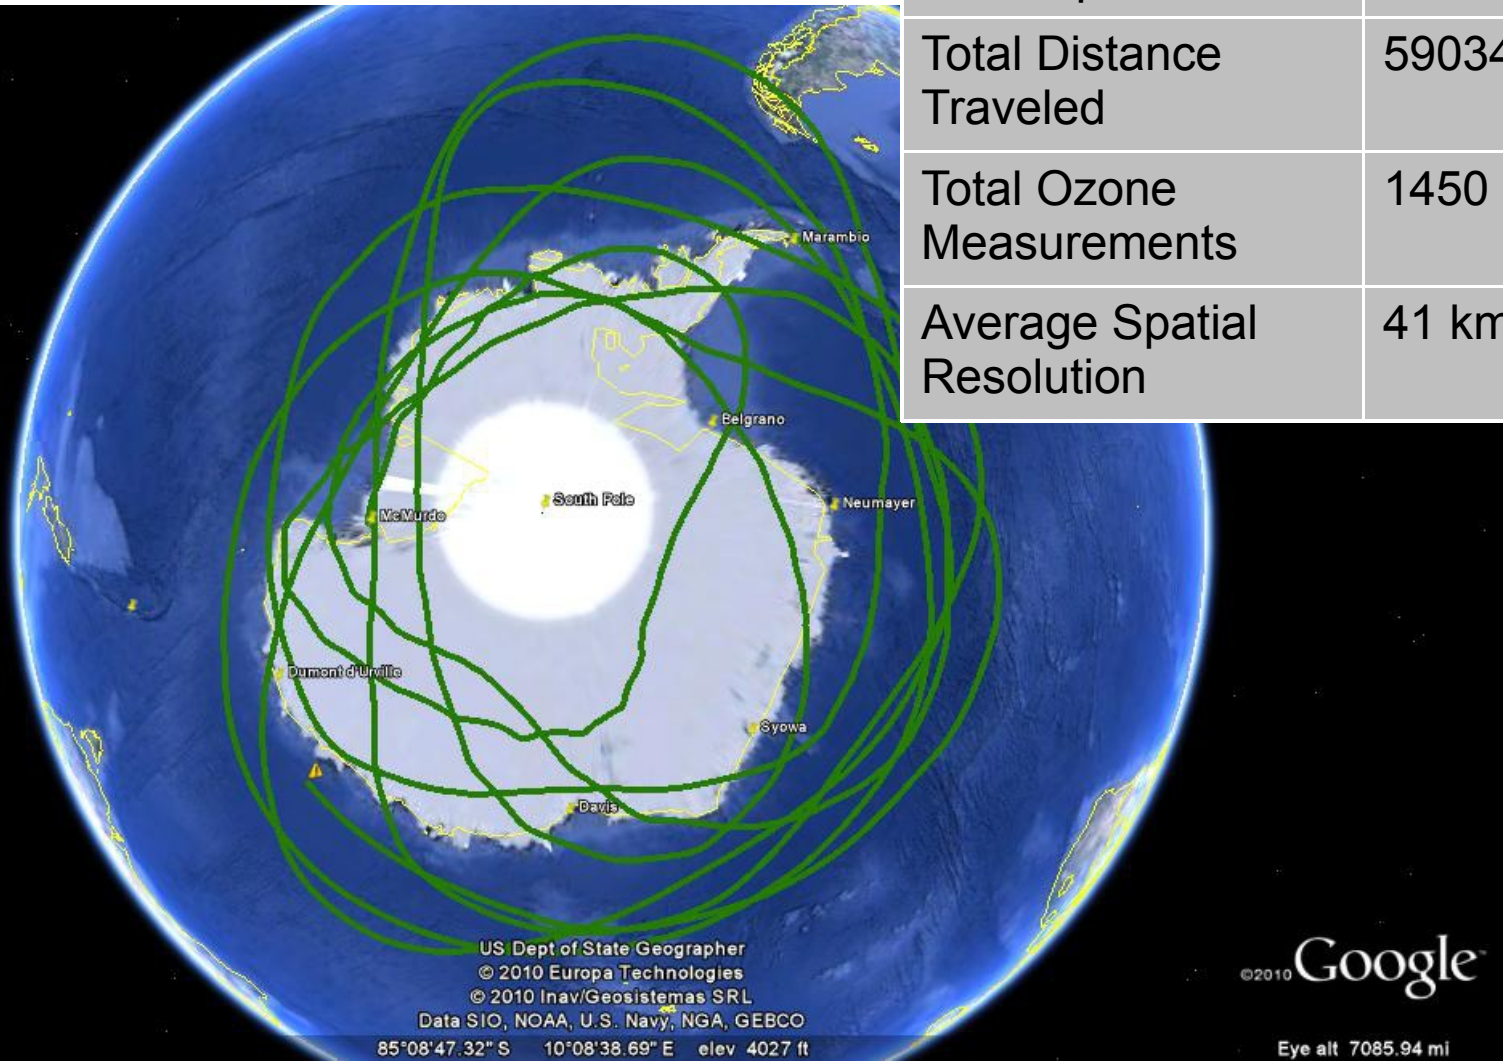 Total Distance
Traveled
59034
Total Ozone
Measurements
1450
Average Spatial
Resolution
41 km
Marambio
Belgrano
South Pole
Neumayer
McMurdo
Dumont d'Urville
Syowa
Davis
US Dept of State Geographer
© 2010 Europa Technologies
© 2010 Inav/Geosistemas SRL
Data SIO, NOAA, U.S. Navy, NGA, GEBCO
©2010 Google
85°08'47.32" S 10°08'38.69" E elev 4027 ft
Eye alt 7085.94 mi